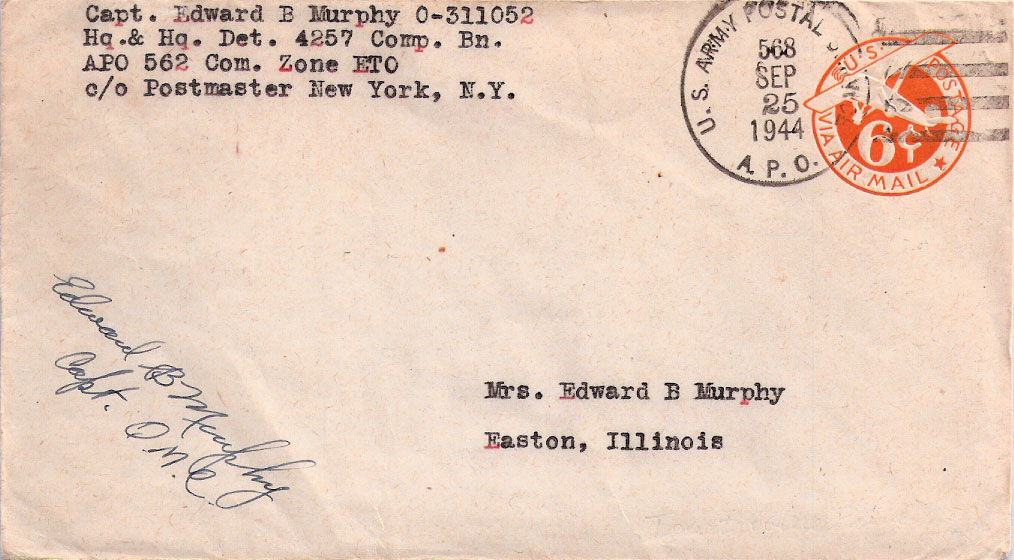 Capt. Edward B Murphy O-311052
Hq.& Hq. Det. 4257 Comp. Bn.
APO 562 Com. Zone ETO
c/o Postmaster New York, N.Y.
U.S. ARMY POSTAL
568
SEP
25
1944
A.P.O.
U.S. POSTAGE
6¢
VIA AIR MAIL
Edward B Murphy
Capt. Q.M.C.
Mrs. Edward B Murphy
Easton, Illinois